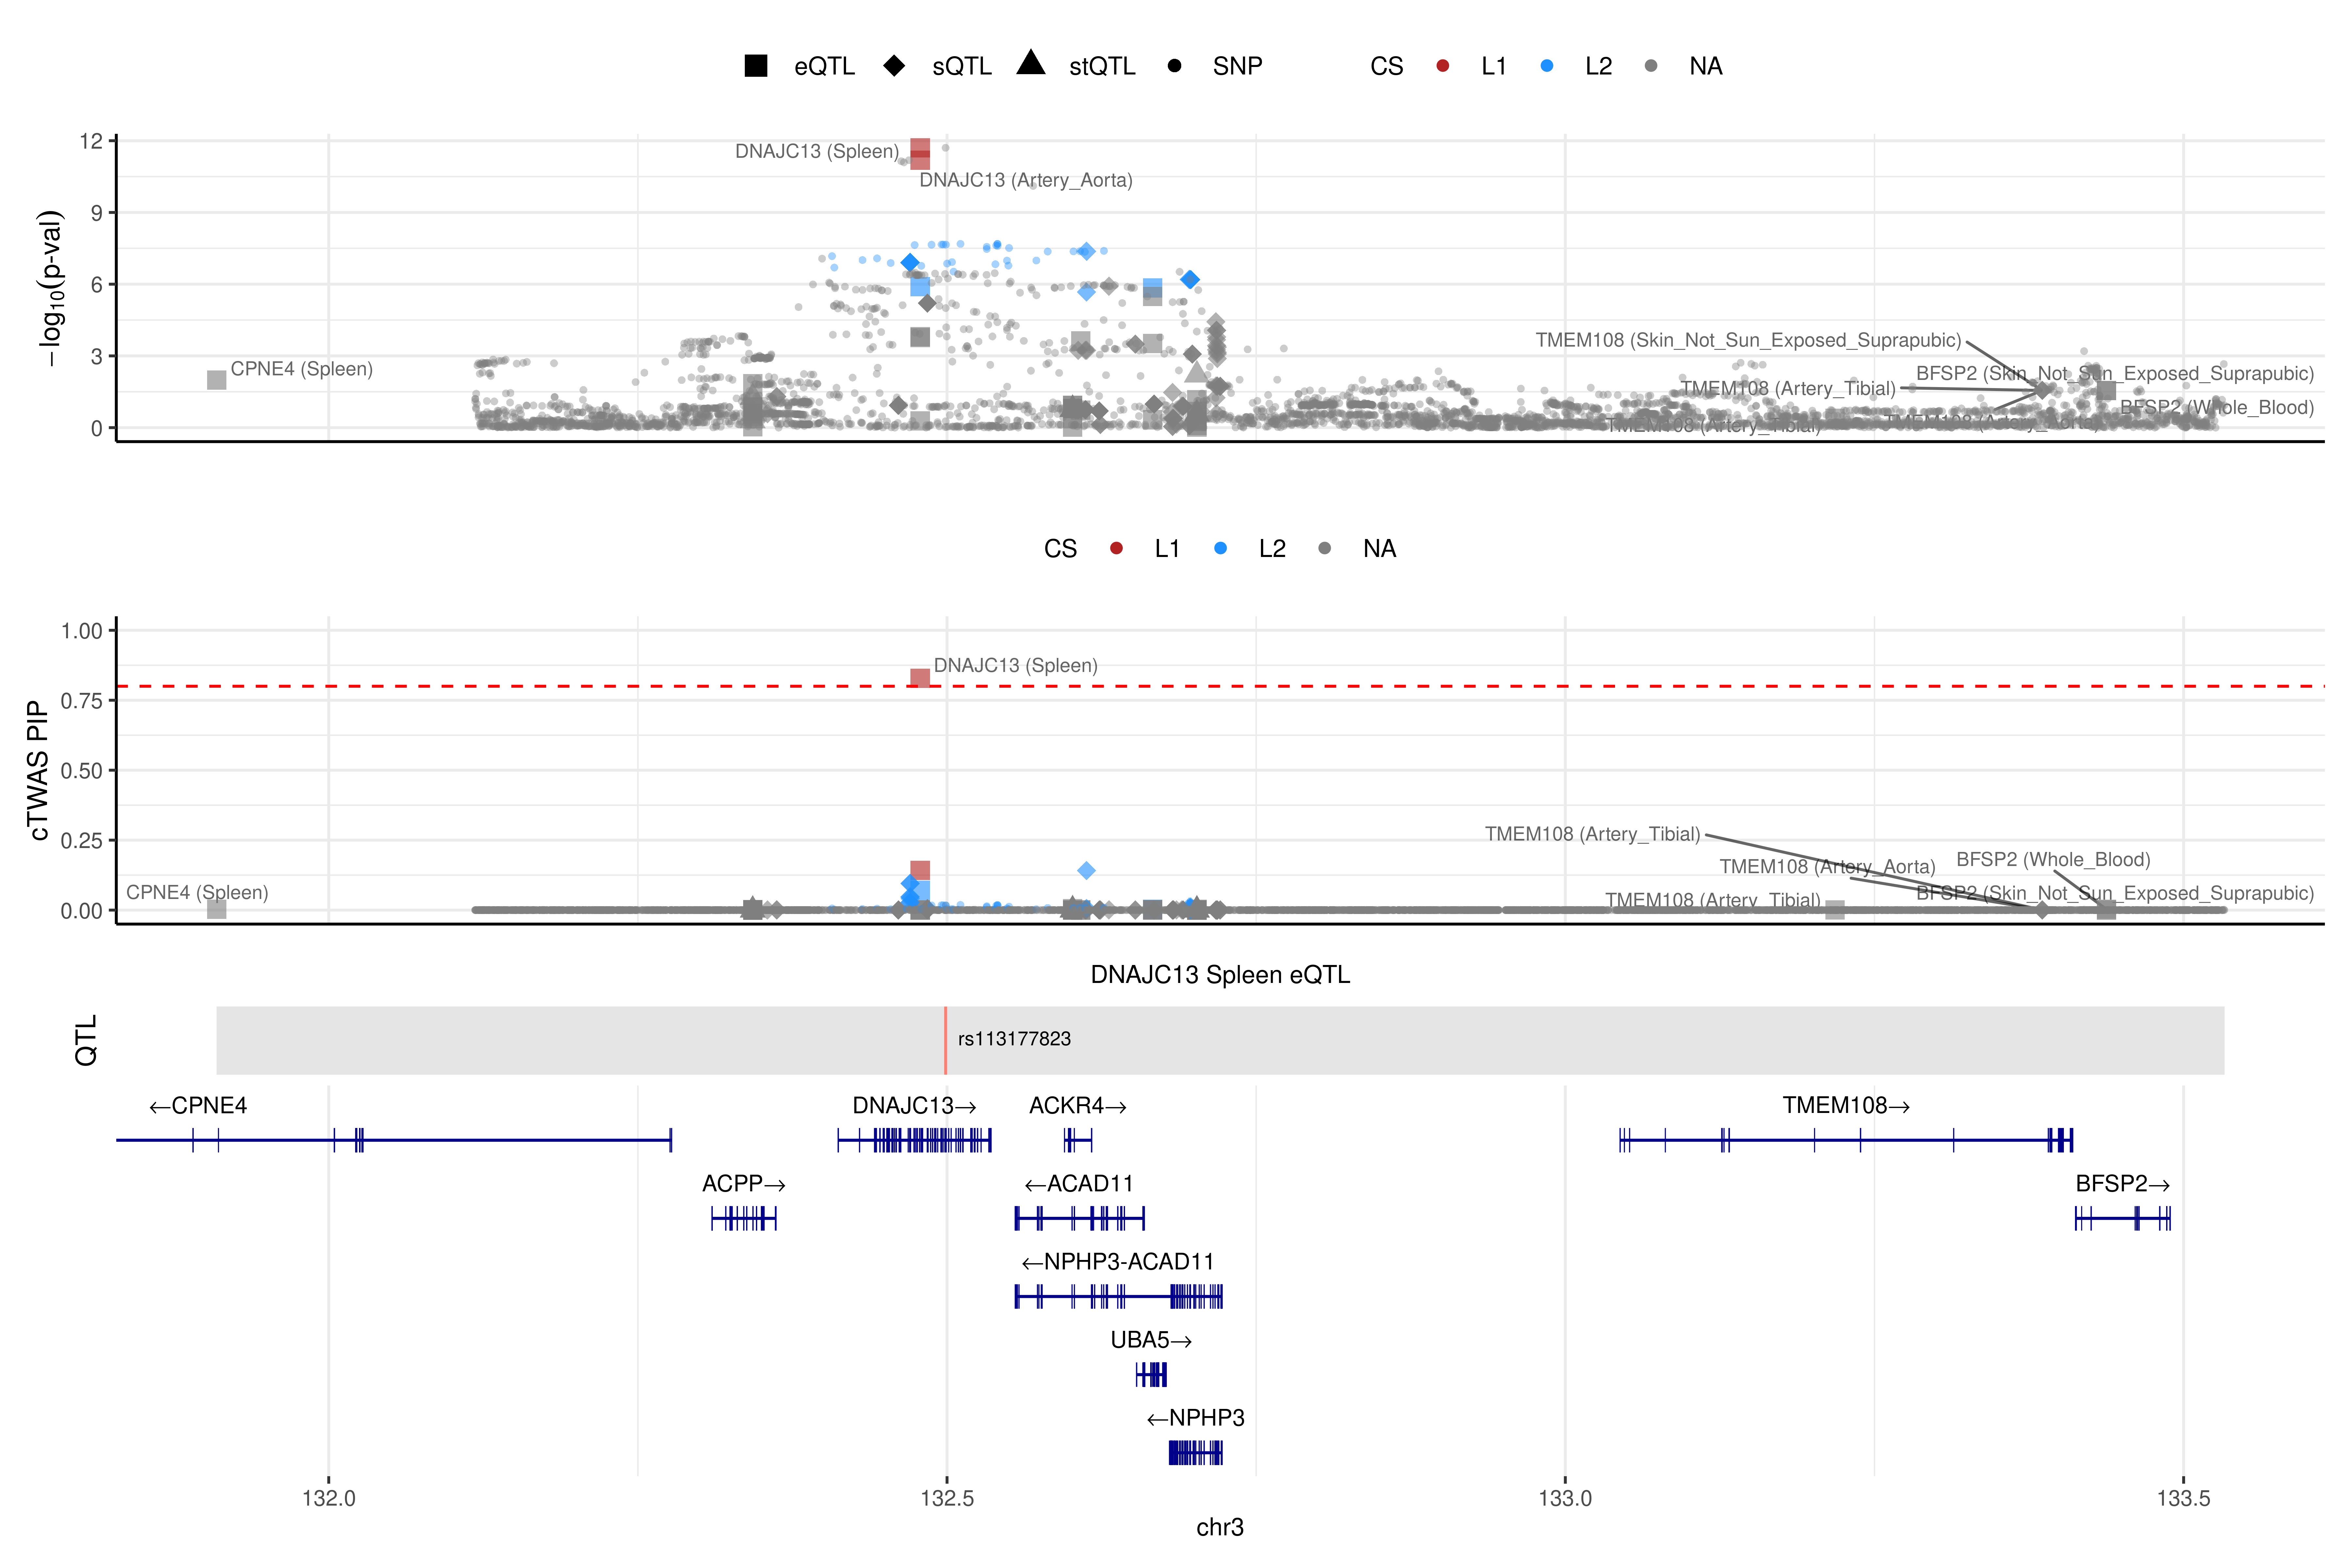 eQTL sQTL stQTL SNP CS L1 L2 NA
12
9
6
3
0
−log10(p-val)
DNAJC13 (Spleen)
DNAJC13 (Artery_Aorta)
CPNE4 (Spleen)
TMEM108 (Skin_Not_Sun_Exposed_Suprapubic)
BFSP2 (Skin_Not_Sun_Exposed_Suprapubic)
TMEM108 (Artery_Tibial)
BFSP2 (Whole_Blood)
TMEM108 (Artery_Tibial)
TMEM108 (Artery_Aorta)
CS L1 L2 NA
1.00
0.75
0.50
0.25
0.00
cTWAS PIP
DNAJC13 (Spleen)
TMEM108 (Artery_Tibial)
TMEM108 (Artery_Aorta)
BFSP2 (Whole_Blood)
CPNE4 (Spleen)
TMEM108 (Artery_Tibial)
BFSP2 (Skin_Not_Sun_Exposed_Suprapubic)
DNAJC13 Spleen eQTL
QTL
rs113177823
←CPNE4
DNAJC13→
ACKR4→
TMEM108→
ACPP→
←ACAD11
BFSP2→
←NPHP3-ACAD11
UBA5→
←NPHP3
132.0
132.5
133.0
133.5
chr3